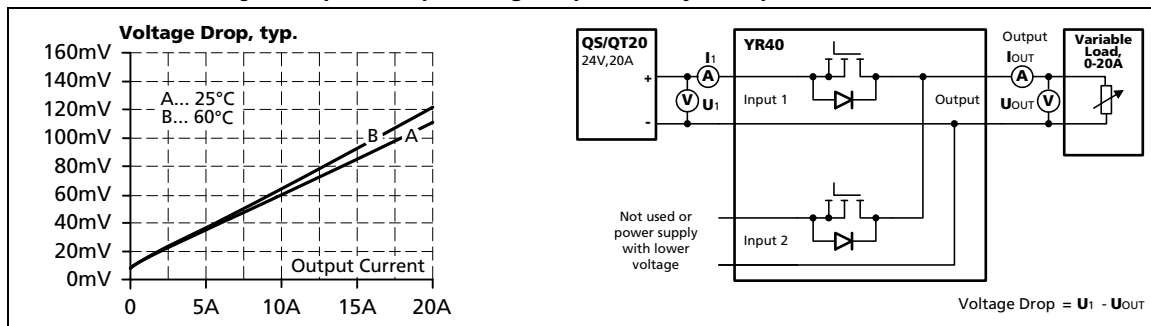 Voltage Drop, typ.
160mV
140mV
120mV
100mV
80mV
60mV
40mV
20mV
0mV
A... 25°C
B... 60°C
B
A
Output Current
0
5A
10A
15A
20A
QS/QT20
24V,20A
+
-
I1
A
V
U1
YR40
Input 1
Output
Input 2
Not used or
power supply
with lower
voltage
Output
IOUT
A
UOUT
V
Variable
Load,
0-20A
Voltage Drop = U1 - UOUT